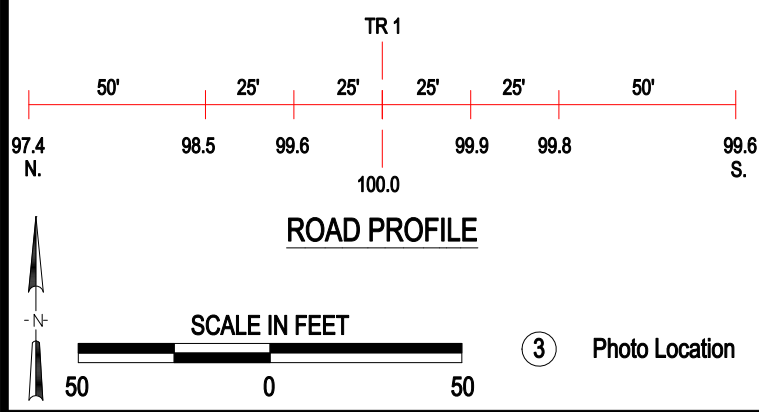 TR 1
50' 25' 25' 25' 25' 50'
97.4 98.5 99.6 99.9 99.8 99.6
N. S.
100.0
ROAD PROFILE
-N-
SCALE IN FEET
3 Photo Location
50 0 50